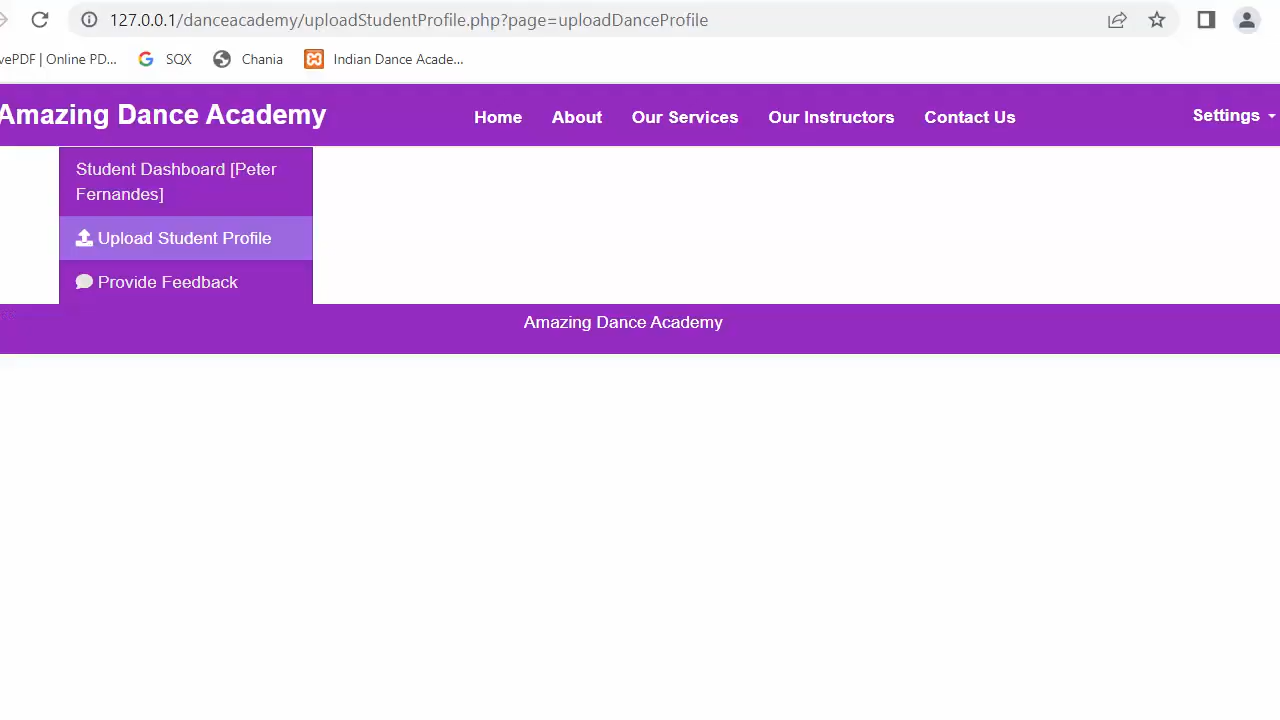 127.0.0.1/danceacademy/uploadStudentProfile.php?page=uploadDanceProfile
vePDF | Online PD... SQX Chania Indian Dance Acade...
Amazing Dance Academy Home About Our Services Our Instructors Contact Us Settings
Student Dashboard [Peter
Fernandes]
Upload Student Profile
Provide Feedback
Amazing Dance Academy